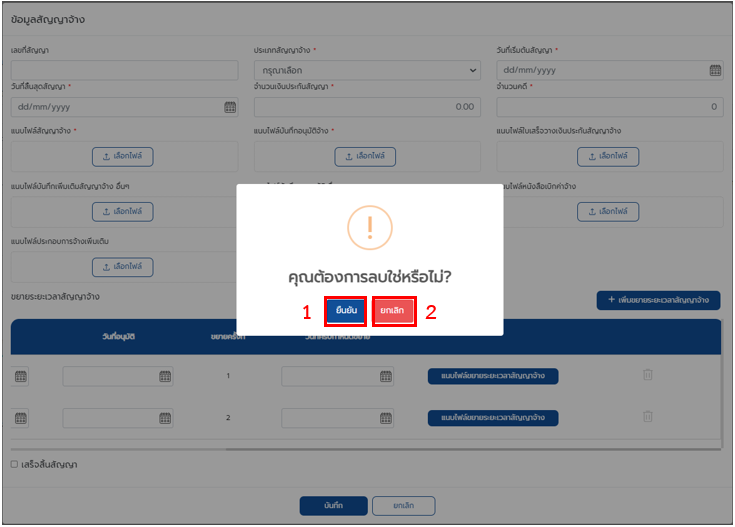 ข้อมูลสัญญาจ้าง
เลขที่สัญญา
ประเภทสัญญาจ้าง *
วันที่เริ่มต้นสัญญา *
กรุณาเลือก
dd/mm/yyyy
วันที่สิ้นสุดสัญญา *
จำนวนเงินประกันสัญญา *
จำนวนคดี *
dd/mm/yyyy
0.00
0
แนบไฟล์สัญญาจ้าง *
แนบไฟล์บันทึกอนุมัติจ้าง *
แนบไฟล์ใบเสร็จวางเงินประกันสัญญาจ้าง
เลือกไฟล์
เลือกไฟล์
เลือกไฟล์
แนบไฟล์บันทึกเพิ่มเติมสัญญาจ้าง อื่นๆ
แนบไฟล์หนังสือเบิกค่าจ้าง
เลือกไฟล์
เลือกไฟล์
แนบไฟล์ประกอบการจ้างเพิ่มเติม
เลือกไฟล์
คุณต้องการลบใช่หรือไม่?
1
ยืนยัน
ยกเลิก
2
ขยายระยะเวลาสัญญาจ้าง
+ เพิ่มขยายระยะเวลาสัญญาจ้าง
วันที่อนุมัติ
ขยายครั้งที่
วันที่ครบกำหนดขยาย
1
แนบไฟล์ขยายระยะเวลาสัญญาจ้าง
2
แนบไฟล์ขยายระยะเวลาสัญญาจ้าง
เสร็จสิ้นสัญญา
บันทึก
ยกเลิก